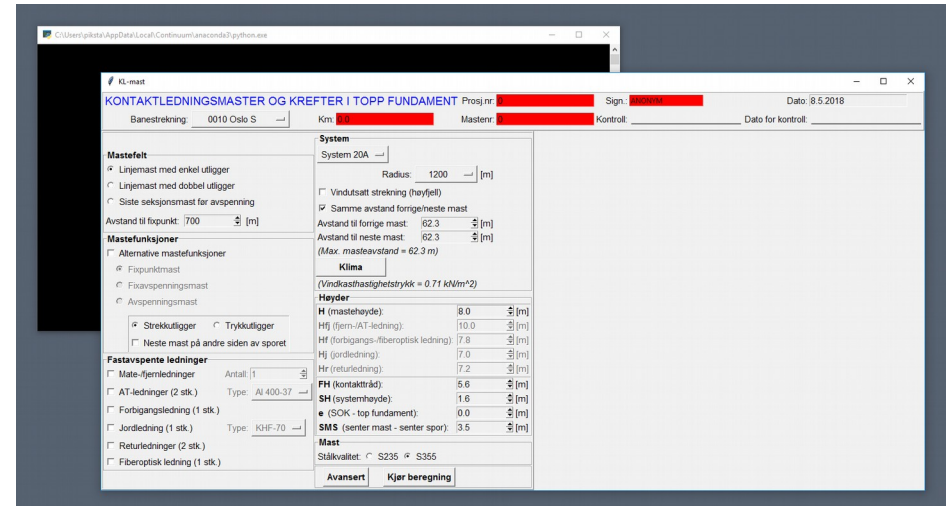 C:\Users\piksta\AppData\Local\Continuum\anaconda3\python.exe
KL-mast
KONTAKTLEDNINGSMASTER OG KREFTER I TOPP FUNDAMENT Prosj.nr: 0 Sign.: ANONYM Dato: 8.5.2018
Banestrekning: 0010 Oslo S Km: 0.0 Mastenr: 0 Kontroll: Dato for kontroll:
Mastefelt
Linjemast med enkel utligger
Linjemast med dobbel utligger
Siste seksjonsmast før avspenning
Avstand til fixpunkt: 700 [m]
Mastefunksjoner
Alternative mastefunksjoner
Fixpunktmast
Fixavspenningsmast
Avspenningsmast
Strekkutligger Trykkutligger
Neste mast på andre siden av sporet
Fastavspente ledninger
Mate-/fjernledninger Antall: 1
AT-ledninger (2 stk.) Type: Al 400-37
Forbigangsledning (1 stk.)
Jordledning (1 stk.) Type: KHF-70
Returledninger (2 stk.)
Fiberoptisk ledning (1 stk.)
System
System 20A
Radius: 1200 [m]
Vindutsatt strekning (høyfjell)
Samme avstand forrige/neste mast
Avstand til forrige mast: 62.3 [m]
Avstand til neste mast: 62.3 [m]
(Max. masteavstand = 62.3 m)
Klima
(Vindkasthastighetstrykk = 0.71 kN/m^2)
Høyder
H (mastehøyde): 8.0 [m]
Hfj (fjern-/AT-ledning): 10.0 [m]
Hf (forbigangs-/fiberoptisk ledning): 7.8 [m]
Hj (jordledning): 7.0 [m]
Hr (returledning): 7.2 [m]
FH (kontakttråd): 5.6 [m]
SH (systemhøyde): 1.6 [m]
e (SOK - top fundament): 0.0 [m]
SMS (senter mast - senter spor): 3.5 [m]
Mast
Stålkvalitet: S235 S355
Avansert Kjør beregning